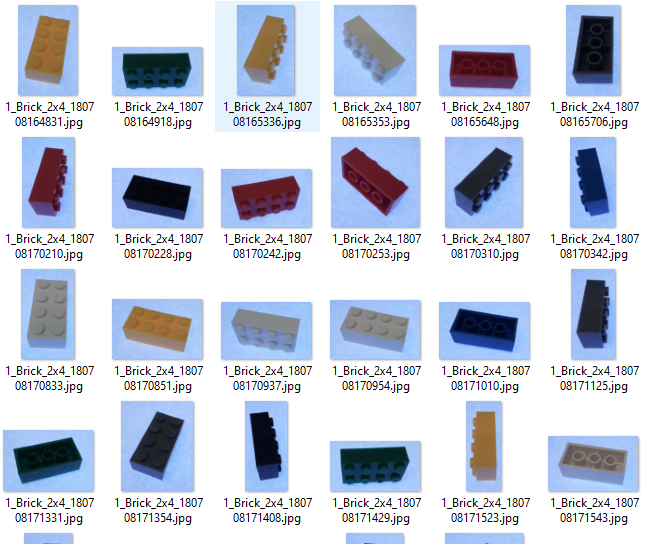 1_Brick_2x4_1807
08164831.jpg
1_Brick_2x4_1807
08164918.jpg
1_Brick_2x4_1807
08165336.jpg
1_Brick_2x4_1807
08165353.jpg
1_Brick_2x4_1807
08165648.jpg
1_Brick_2x4_1807
08165706.jpg
1_Brick_2x4_1807
08170210.jpg
1_Brick_2x4_1807
08170228.jpg
1_Brick_2x4_1807
08170242.jpg
1_Brick_2x4_1807
08170253.jpg
1_Brick_2x4_1807
08170310.jpg
1_Brick_2x4_1807
08170342.jpg
1_Brick_2x4_1807
08170833.jpg
1_Brick_2x4_1807
08170851.jpg
1_Brick_2x4_1807
08170937.jpg
1_Brick_2x4_1807
08170954.jpg
1_Brick_2x4_1807
08171010.jpg
1_Brick_2x4_1807
08171125.jpg
1_Brick_2x4_1807
08171331.jpg
1_Brick_2x4_1807
08171354.jpg
1_Brick_2x4_1807
08171408.jpg
1_Brick_2x4_1807
08171429.jpg
1_Brick_2x4_1807
08171523.jpg
1_Brick_2x4_1807
08171543.jpg